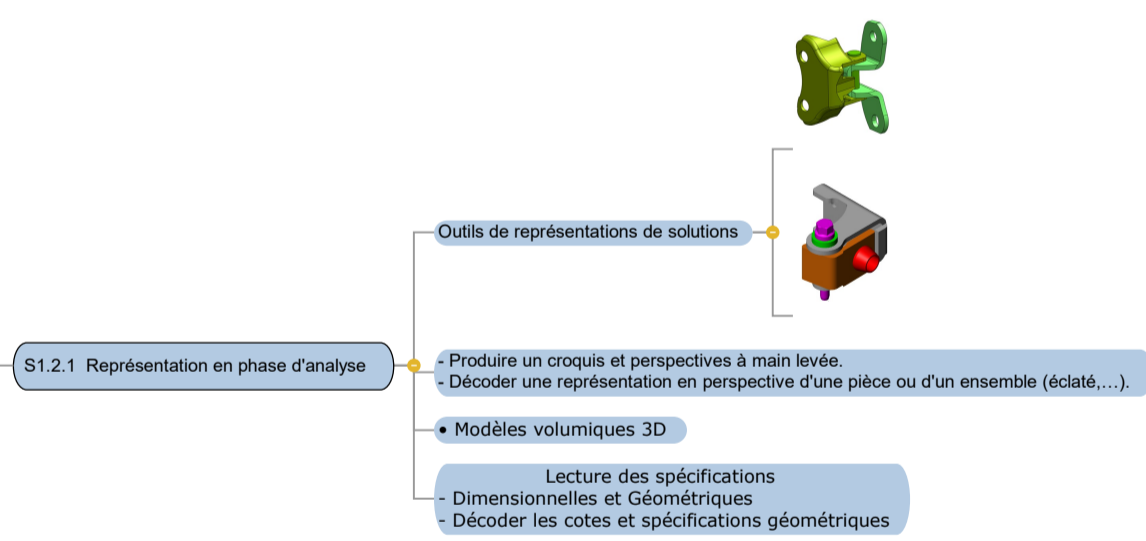 Outils de représentations de solutions
S1.2.1 Représentation en phase d'analyse
- Produire un croquis et perspectives à main levée.
- Décoder une représentation en perspective d'une pièce ou d'un ensemble (éclaté,...).
• Modèles volumiques 3D
Lecture des spécifications
- Dimensionnelles et Géométriques
- Décoder les cotes et spécifications géométriques